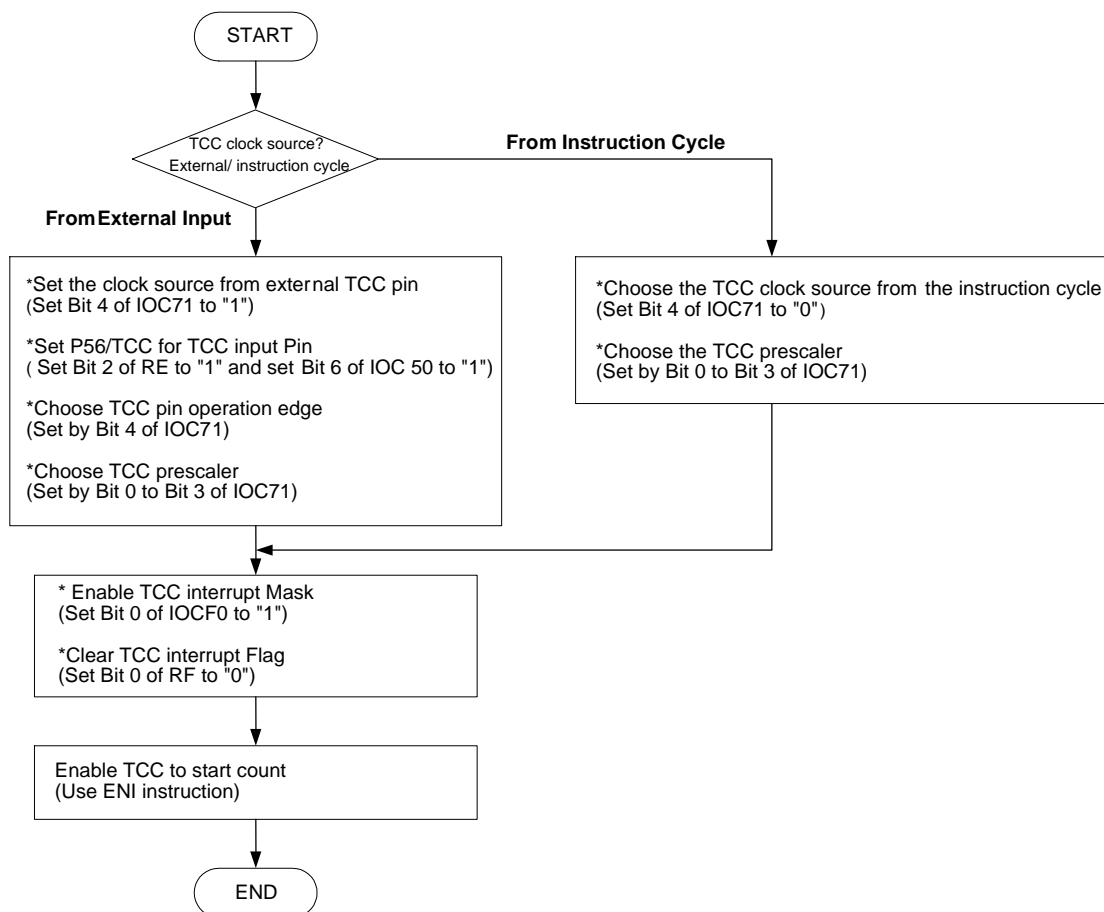 START
TCC clock source?
External/ instruction cycle
From Instruction Cycle
From External Input
*Set the clock source from external TCC pin
(Set Bit 4 of IOC71 to "1")
*Set P56/TCC for TCC input Pin
( Set Bit 2 of RE to "1" and set Bit 6 of IOC 50 to "1")
*Choose TCC pin operation edge
(Set by Bit 4 of IOC71)
*Choose TCC prescaler
(Set by Bit 0 to Bit 3 of IOC71)
*Choose the TCC clock source from the instruction cycle
(Set Bit 4 of IOC71 to "0")
*Choose the TCC prescaler
(Set by Bit 0 to Bit 3 of IOC71)
* Enable TCC interrupt Mask
(Set Bit 0 of IOCF0 to "1")
*Clear TCC interrupt Flag
(Set Bit 0 of RF to "0")
Enable TCC to start count
(Use ENI instruction)
END